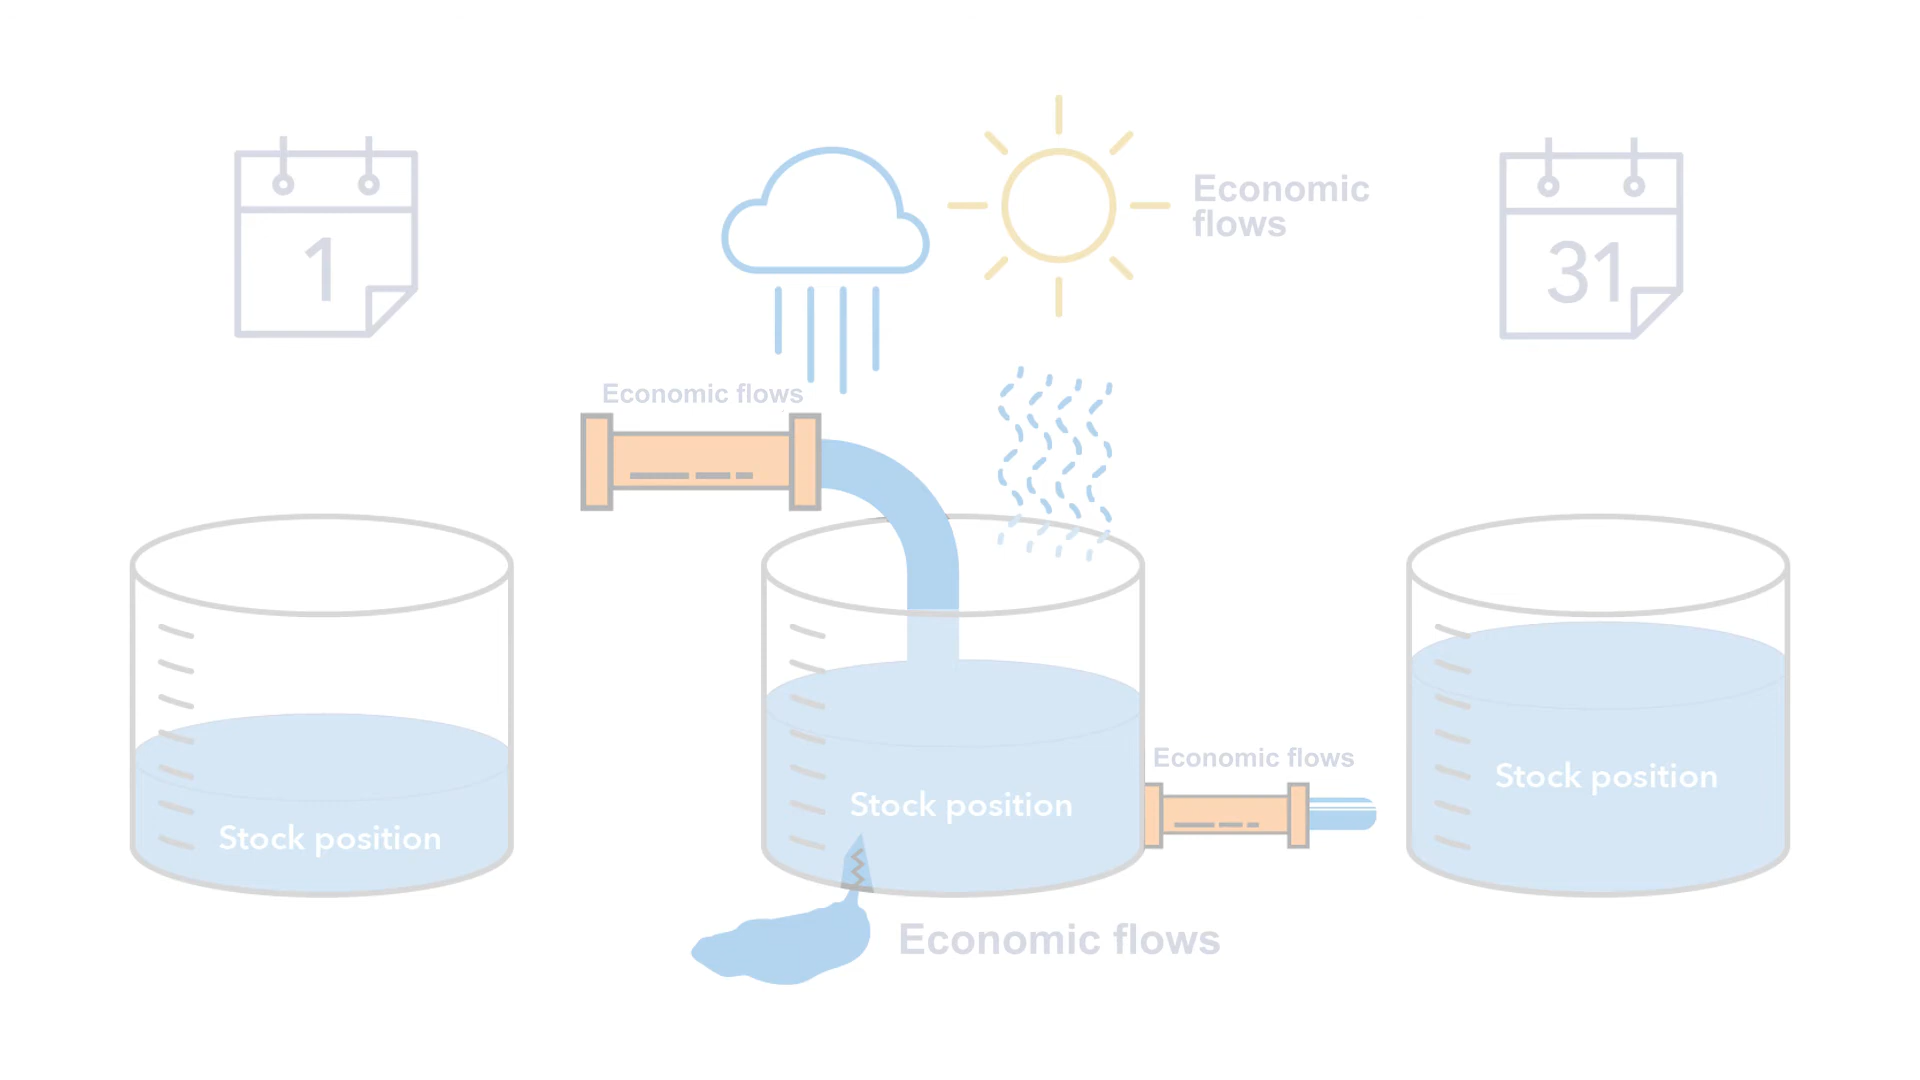 1
31
Economic
flows
Economic flows
Stock position
Stock position
Stock position
Economic flows
Economic flows